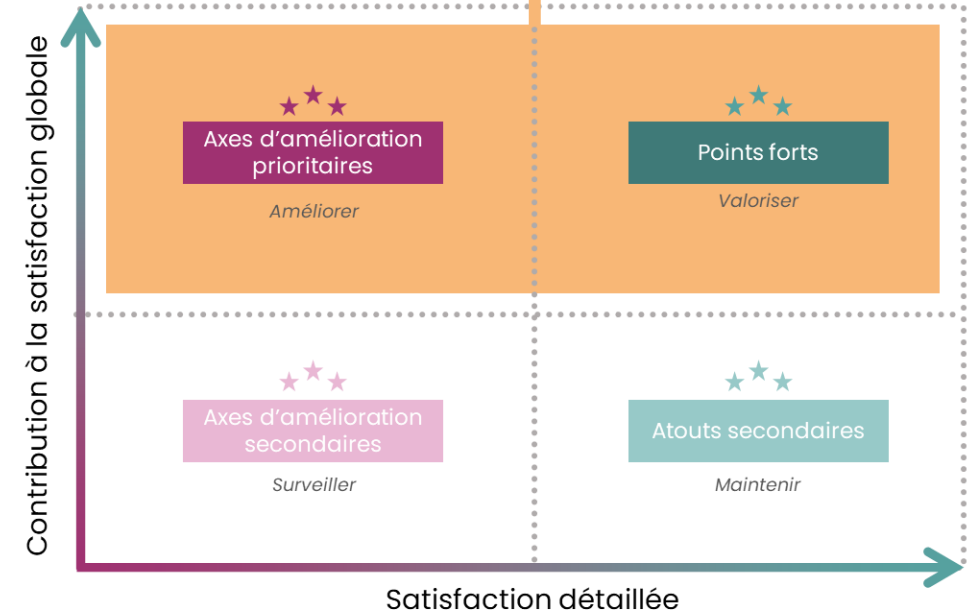 Contribution à la satisfaction globale
Axes d'amélioration
prioritaires
Améliorer
Points forts
Valoriser
Axes d'amélioration
secondaires
Surveiller
Atouts secondaires
Maintenir
Satisfaction détaillée